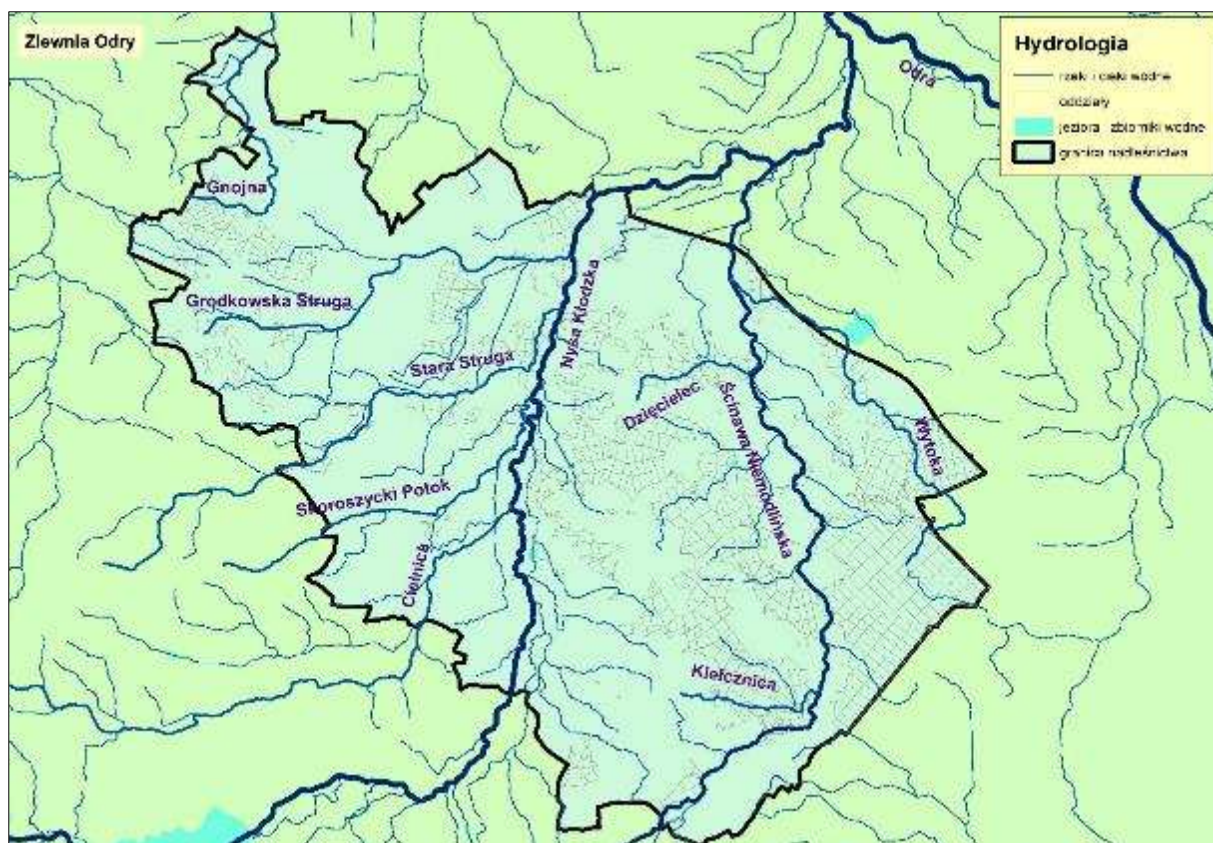 Zlewnia Odry
Hydrologia
rzeki i cieki wodne
oddziały
jeziora zbiorniki wodne
granica nadleśnictwa
Odra
Gnojna
Grodkowska Struga
Stara Struga
Nysa Kłodzka
Dzięcielec
Ścinawa Niemodlińska
Wytoka
Skoroszycki Potok
Cielnica
Kiełcznica